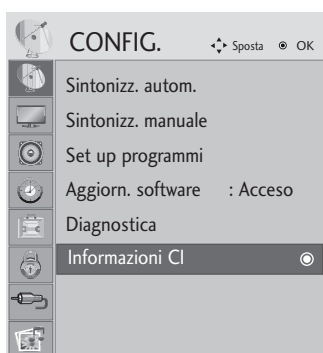 CONFIG. Sposta OK
Sintonizz. autom.
Sintonizz. manuale
Set up programmi
Aggiorn. software : Acceso
Diagnostica
Informazioni CI